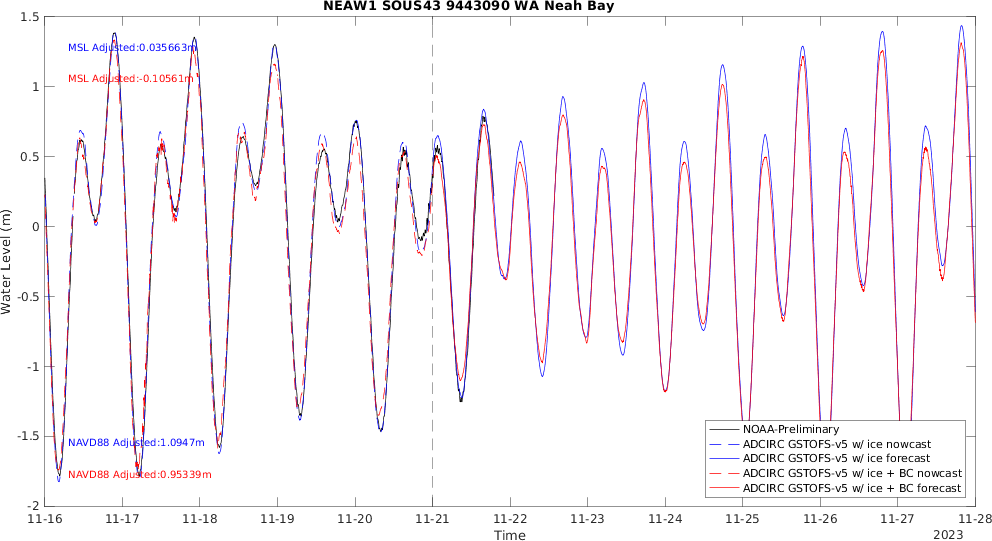 NEAW1 SOUS43 9443090 WA Neah Bay
1.5
1
0.5
0
-0.5
-1
-1.5
-2
Water Level (m)
MSL Adjusted:0.035663m
MSL Adjusted:-0.10561m
NAVD88 Adjusted:1.0947m
NAVD88 Adjusted:0.95339m
NOAA-Preliminary
ADCIRC GSTOFS-v5 w/ ice nowcast
ADCIRC GSTOFS-v5 w/ ice forecast
ADCIRC GSTOFS-v5 w/ ice + BC nowcast
ADCIRC GSTOFS-v5 w/ ice + BC forecast
11-16 11-17 11-18 11-19 11-20 11-21 11-22 11-23 11-24 11-25 11-26 11-27 11-28
Time
2023